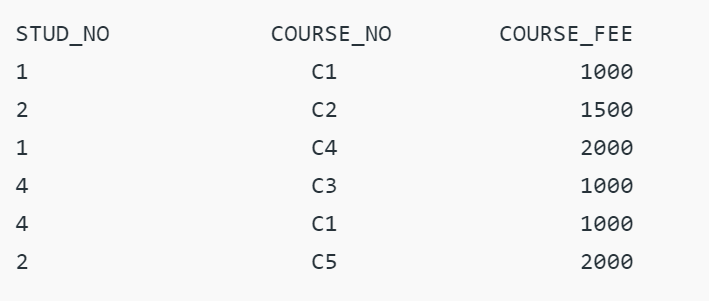 STUD_NO COURSE_NO COURSE_FEE
1 C1 1000
2 C2 1500
1 C4 2000
4 C3 1000
4 C1 1000
2 C5 2000